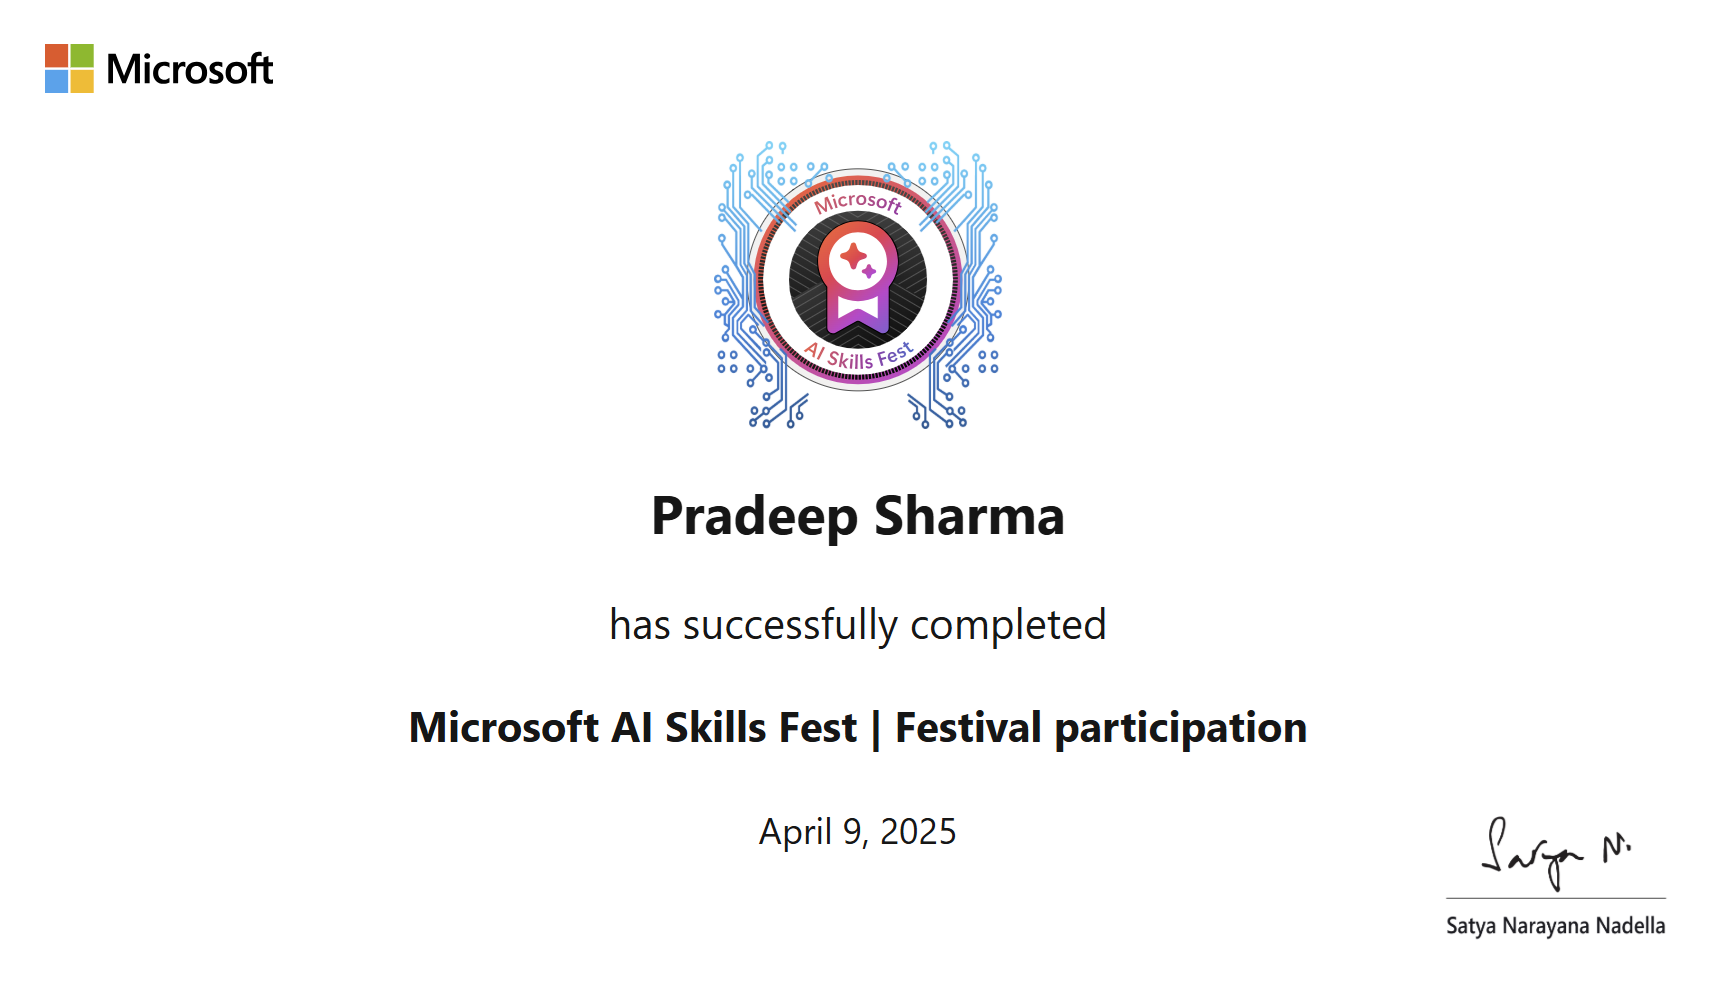 Microsoft
Microsoft
AI Skills Fest
Pradeep Sharma
has successfully completed
Microsoft AI Skills Fest | Festival participation
April 9, 2025
Satya N.
Satya Narayana Nadella